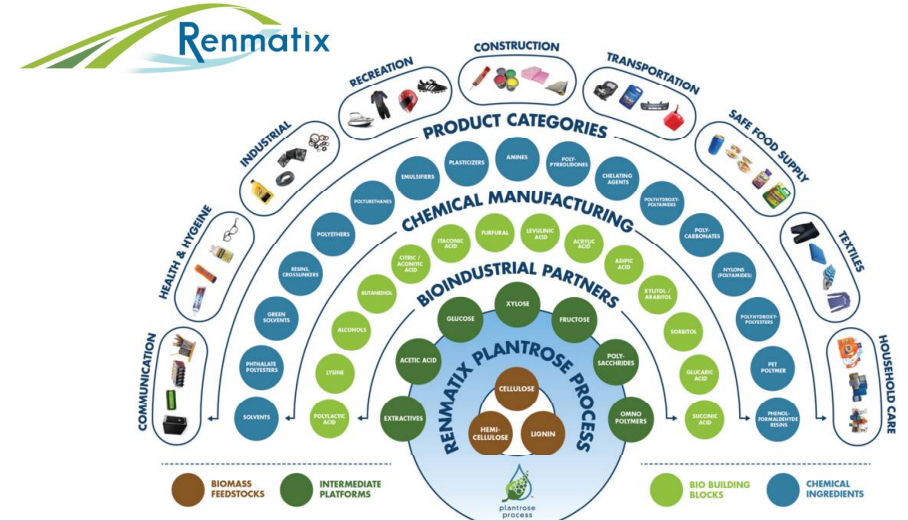 Renmatix
COMMUNICATION
HEALTH & HYGEINE
INDUSTRIAL
RECREATION
CONSTRUCTION
TRANSPORTATION
SAFE FOOD SUPPLY
TEXTILES
HOUSEHOLD CARE
PRODUCT CATEGORIES
SOLVENTS
PHTHALATE
POLYESTERS
GREEN
SOLVENTS
RESINS,
CROSSLINKERS
POLYETHERS
POLYURETHANES
EMULSIFIERS
PLASTICIZERS
AMINES
POLY-
PYRROLIDONES
CHELATING
AGENTS
POLYHYDROXY-
POLYAMIDES
POLY-
CARBONATES
NYLONS
(POLYAMIDES)
POLYHYDROXY-
POLYESTERS
PET
POLYMER
PHENOL-
FORMALDEHYDE
RESINS
CHEMICAL MANUFACTURING
POLYLACTIC
ACID
LYSINE
ALCOHOLS
BUTANEDIOL
CITRIC /
ACONITIC
ACID
ITACONIC
ACID
FURFURAL
LEVULINIC
ACID
ACRYLIC
ACID
ADIPIC
ACID
XYLITOL /
ARABITOL
SORBITOL
GLUCARIC
ACID
SUCCINIC
ACID
BIOINDUSTRIAL PARTNERS
EXTRACTIVES
ACETIC ACID
GLUCOSE
XYLOSE
FRUCTOSE
POLY-
SACCHRIDES
OMNO
POLYMERS
RENMATIX PLANTROSE PROCESS
CELLULOSE
HEMI-
CELLULOSE
LIGNIN
plantrose
process
BIOMASS
FEEDSTOCKS
INTERMEDIATE
PLATFORMS
BIO BUILDING
BLOCKS
CHEMICAL
INGREDIENTS